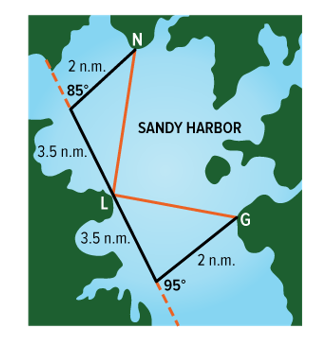 N
2 n.m.
85°
SANDY HARBOR
3.5 n.m.
L
G
3.5 n.m.
2 n.m.
95°